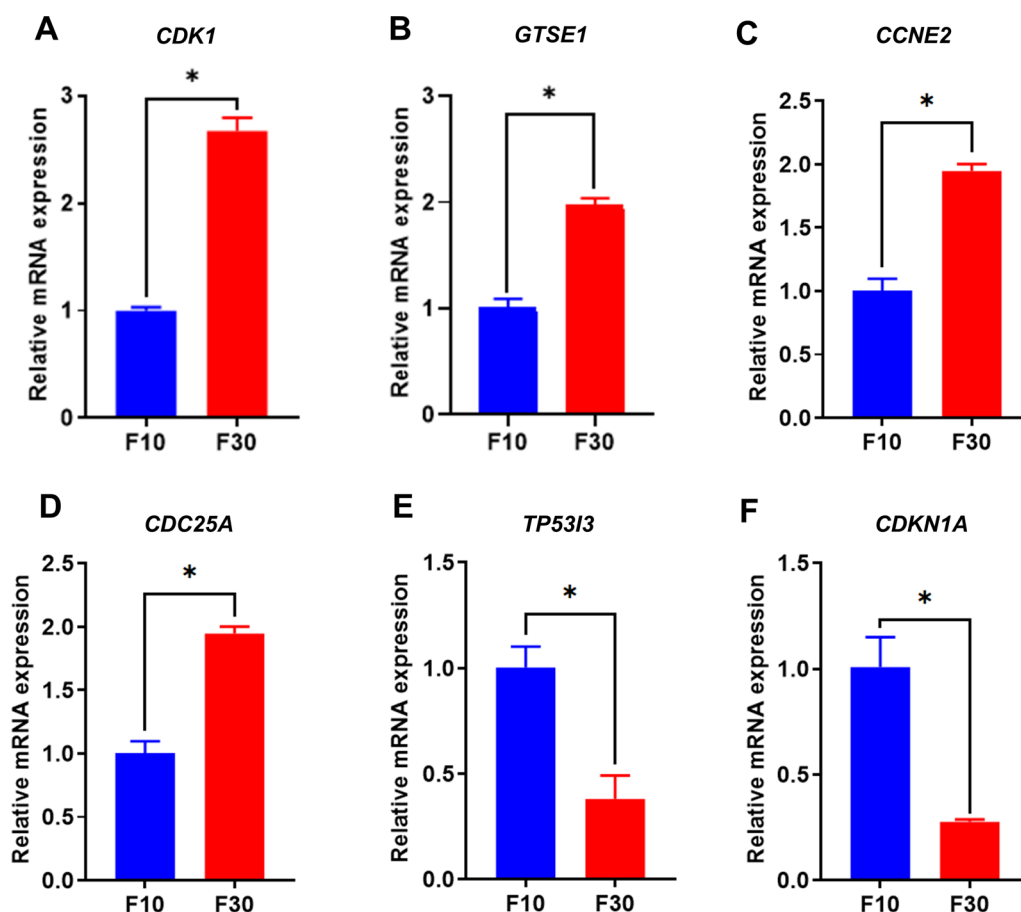 A
CDK1
Relative mRNA expression
3
2
1
0
*
F10 F30
B
GTSE1
Relative mRNA expression
3
2
1
0
*
F10 F30
C
CCNE2
Relative mRNA expression
2.5
2.0
1.5
1.0
0.5
0.0
*
F10 F30
D
CDC25A
Relative mRNA expression
2.5
2.0
1.5
1.0
0.5
0.0
*
F10 F30
E
TP53I3
Relative mRNA expression
1.5
1.0
0.5
0.0
*
F10 F30
F
CDKN1A
Relative mRNA expression
1.5
1.0
0.5
0.0
*
F10 F30